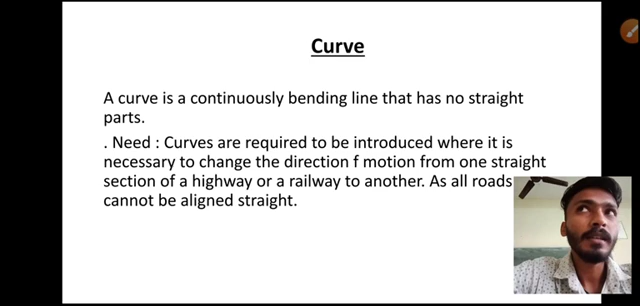 Curve
A curve is a continuously bending line that has no straight
parts.
. Need : Curves are required to be introduced where it is
necessary to change the direction f motion from one straight
section of a highway or a railway to another. As all roads
cannot be aligned straight.